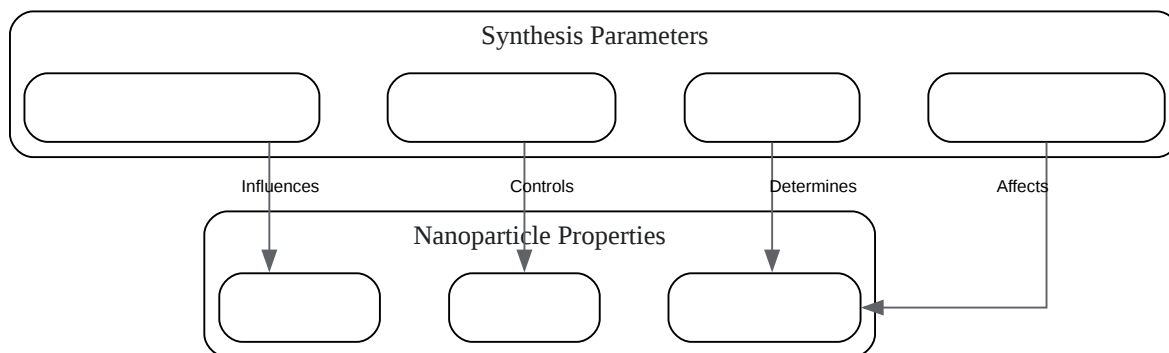 Synthesis Parameters
Influences
Controls
Determines
Affects
Nanoparticle Properties